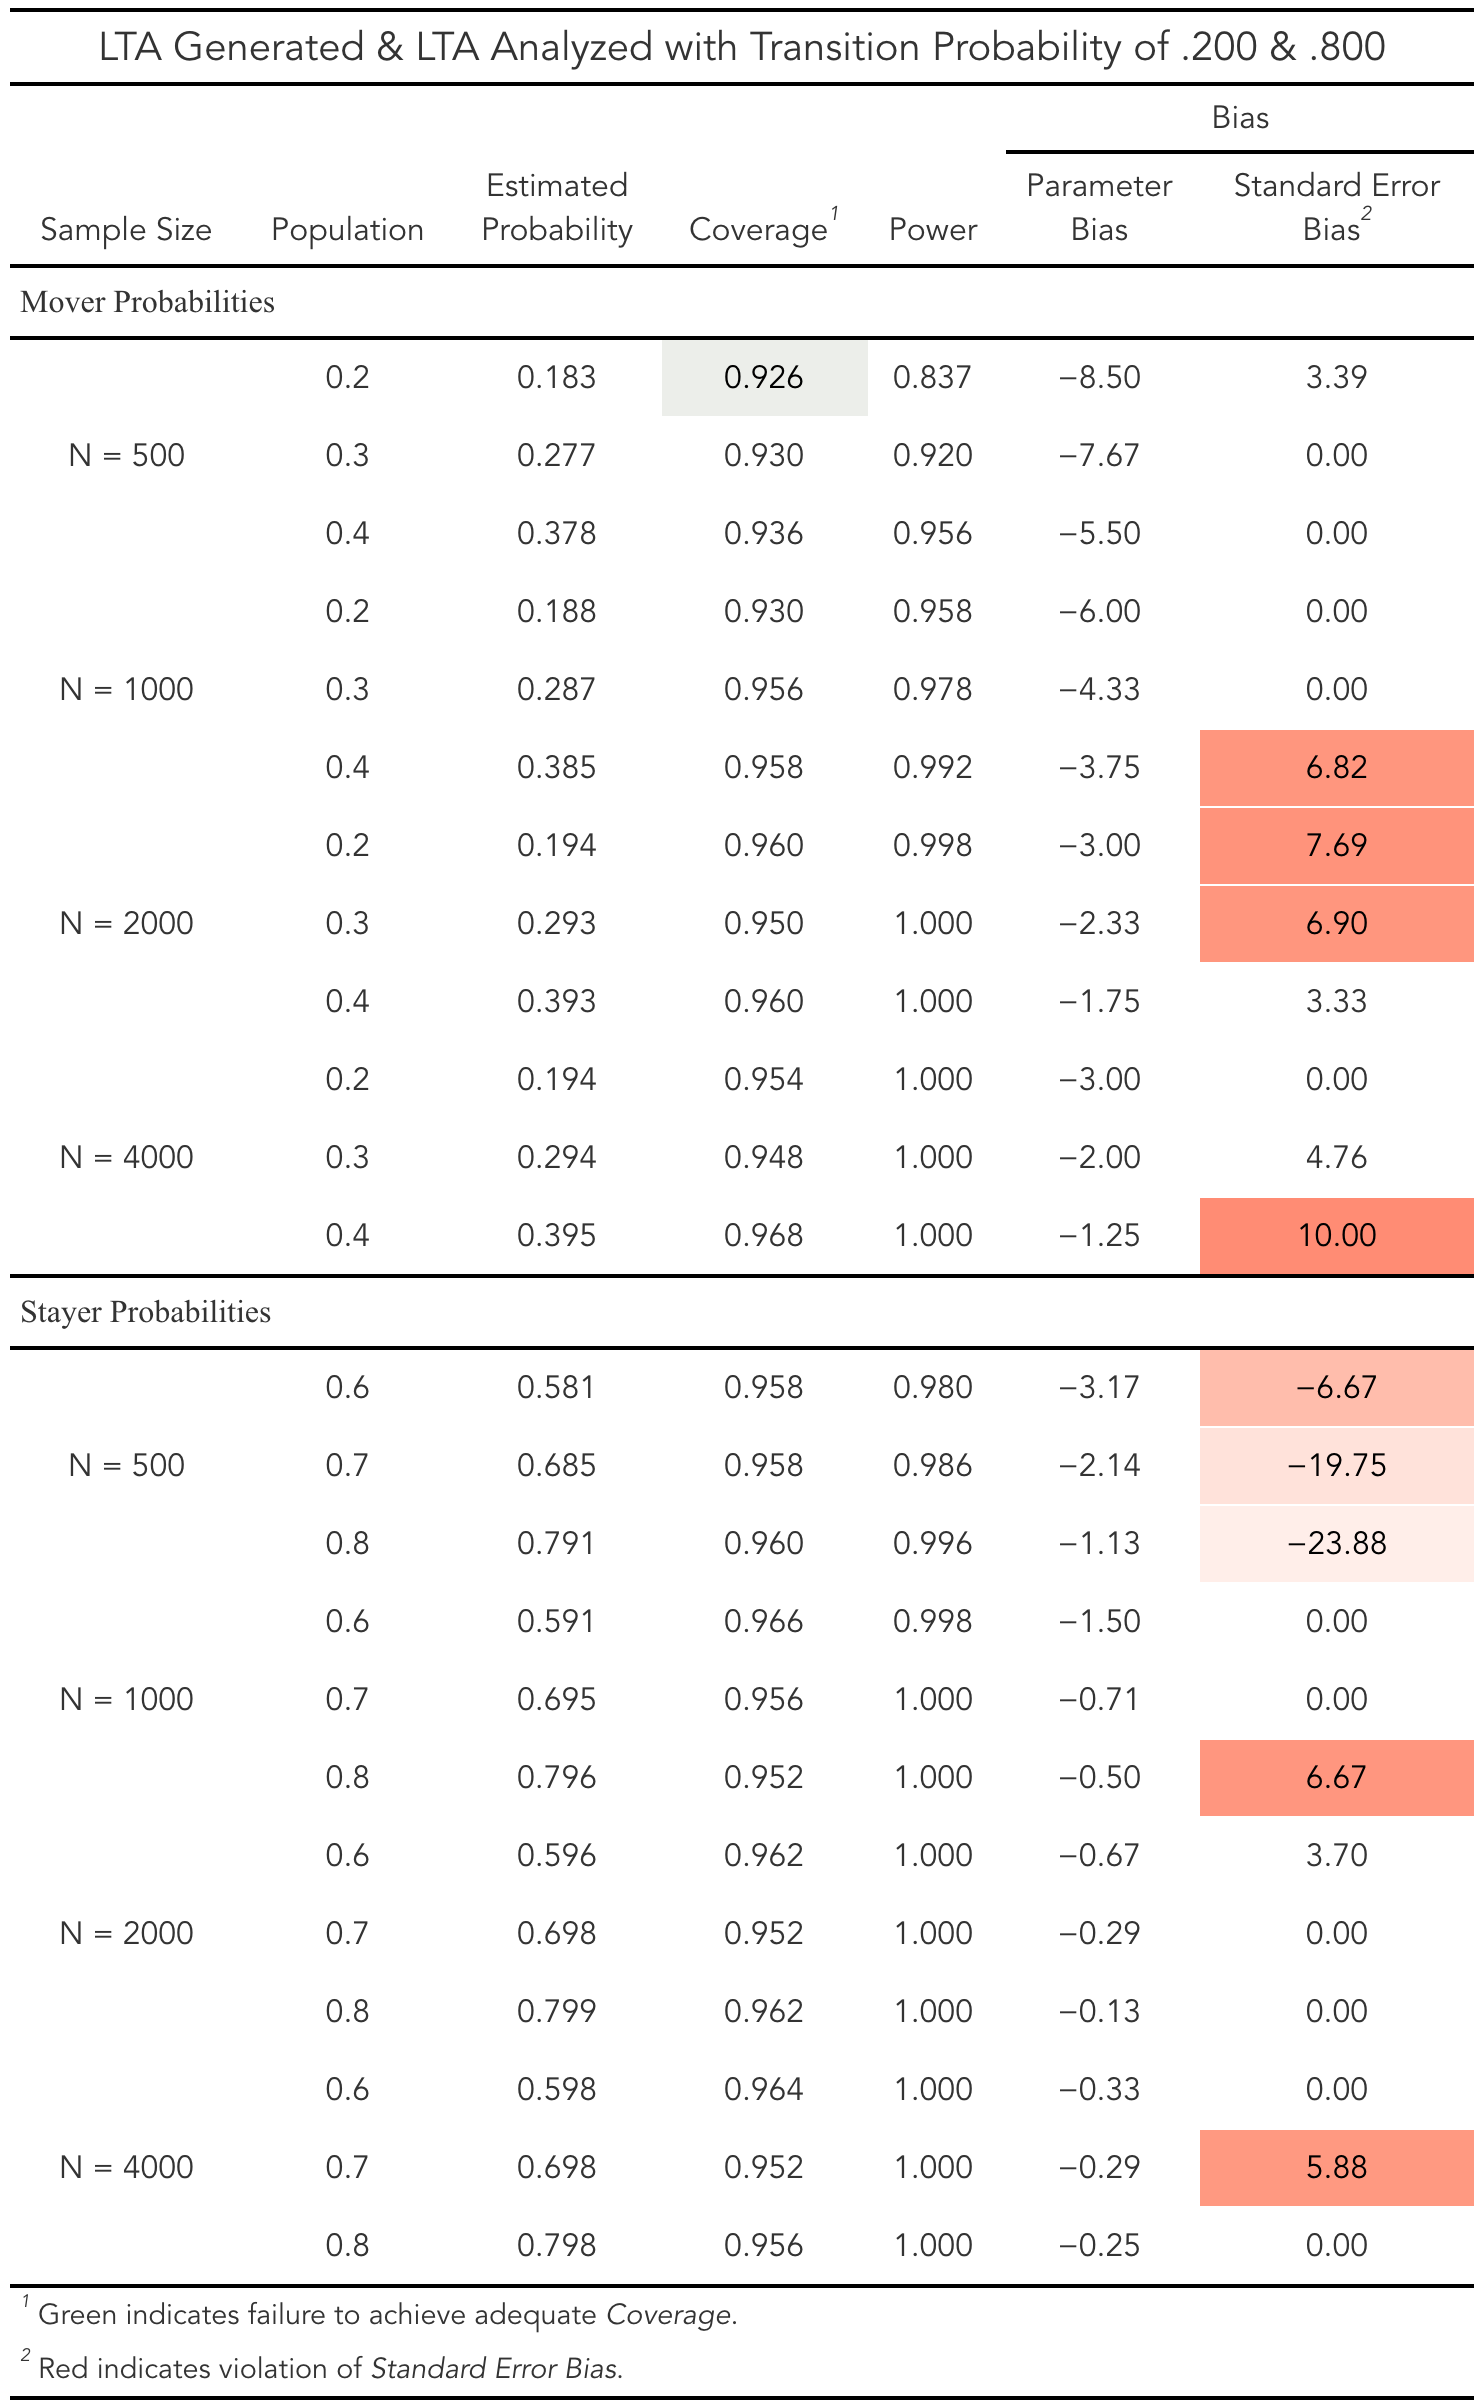 LTA Generated & LTA Analyzed with Transition Probability of .200 & .800
Bias
Sample Size Population Estimated Probability Coverage1 Power Parameter Bias Standard Error Bias2
Mover Probabilities
0.2 0.183 0.926 0.837 −8.50 3.39
N = 500 0.3 0.277 0.930 0.920 −7.67 0.00
0.4 0.378 0.936 0.956 −5.50 0.00
0.2 0.188 0.930 0.958 −6.00 0.00
N = 1000 0.3 0.287 0.956 0.978 −4.33 0.00
0.4 0.385 0.958 0.992 −3.75 6.82
0.2 0.194 0.960 0.998 −3.00 7.69
N = 2000 0.3 0.293 0.950 1.000 −2.33 6.90
0.4 0.393 0.960 1.000 −1.75 3.33
0.2 0.194 0.954 1.000 −3.00 0.00
N = 4000 0.3 0.294 0.948 1.000 −2.00 4.76
0.4 0.395 0.968 1.000 −1.25 10.00
Stayer Probabilities
0.6 0.581 0.958 0.980 −3.17 −6.67
N = 500 0.7 0.685 0.958 0.986 −2.14 −19.75
0.8 0.791 0.960 0.996 −1.13 −23.88
0.6 0.591 0.966 0.998 −1.50 0.00
N = 1000 0.7 0.695 0.956 1.000 −0.71 0.00
0.8 0.796 0.952 1.000 −0.50 6.67
0.6 0.596 0.962 1.000 −0.67 3.70
N = 2000 0.7 0.698 0.952 1.000 −0.29 0.00
0.8 0.799 0.962 1.000 −0.13 0.00
0.6 0.598 0.964 1.000 −0.33 0.00
N = 4000 0.7 0.698 0.952 1.000 −0.29 5.88
0.8 0.798 0.956 1.000 −0.25 0.00
1 Green indicates failure to achieve adequate Coverage.
2 Red indicates violation of Standard Error Bias.